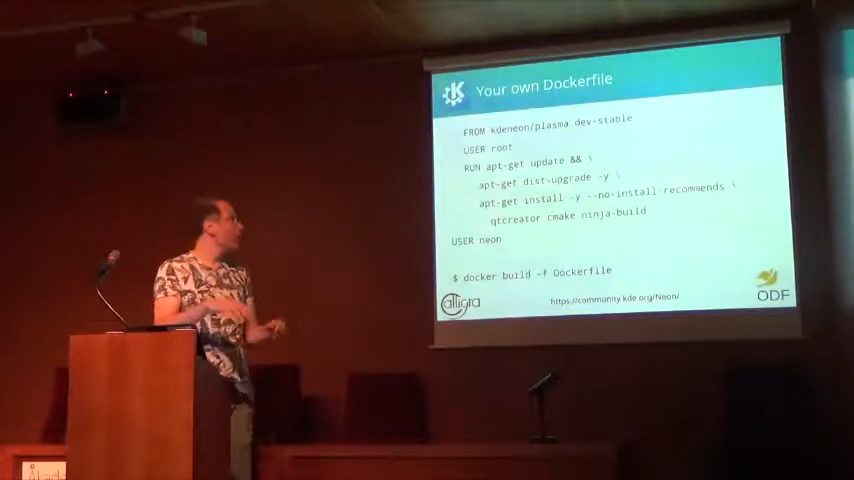 Your own Dockerfile
FROM kdeneon/plasma dev-stable
USER root
RUN apt-get update && \
apt-get dist-upgrade -y \
apt-get install -y --no-install-recommends \
qtcreator cmake ninja-build
USER neon
$ docker build -f Dockerfile
calligra
https://community.kde.org/Neon/
ODF